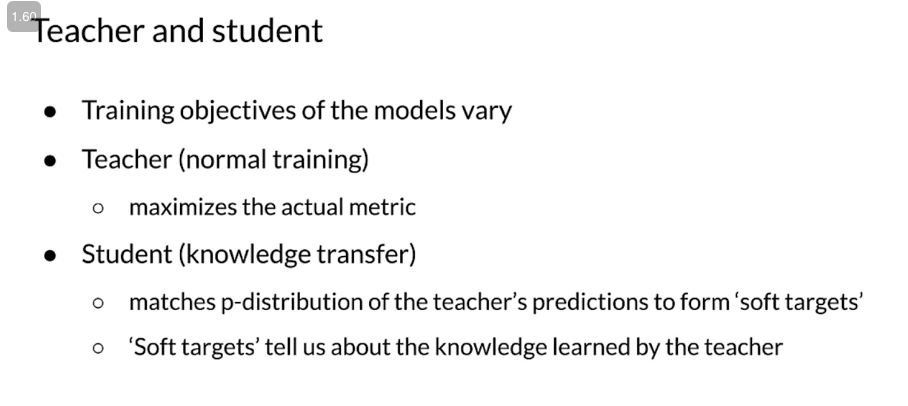 1.60
Teacher and student
● Training objectives of the models vary
● Teacher (normal training)
○ maximizes the actual metric
● Student (knowledge transfer)
○ matches p-distribution of the teacher's predictions to form ‘soft targets’
○ ‘Soft targets’ tell us about the knowledge learned by the teacher